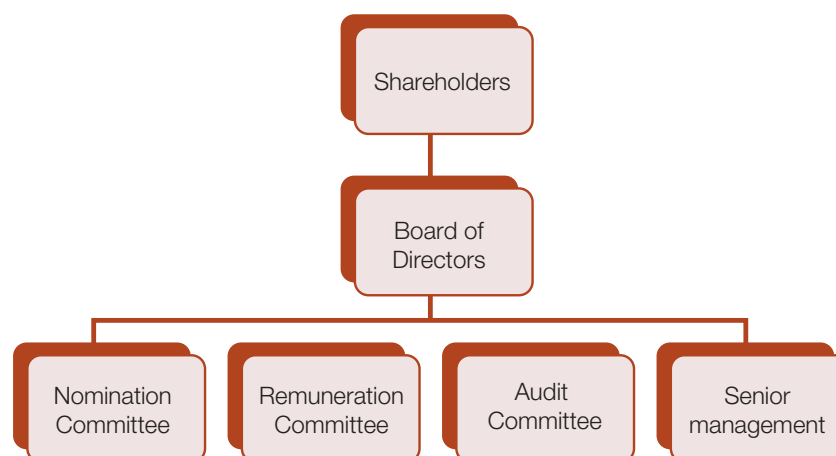 Shareholders
Board of
Directors
Nomination
Committee
Remuneration
Committee
Audit
Committee
Senior
management